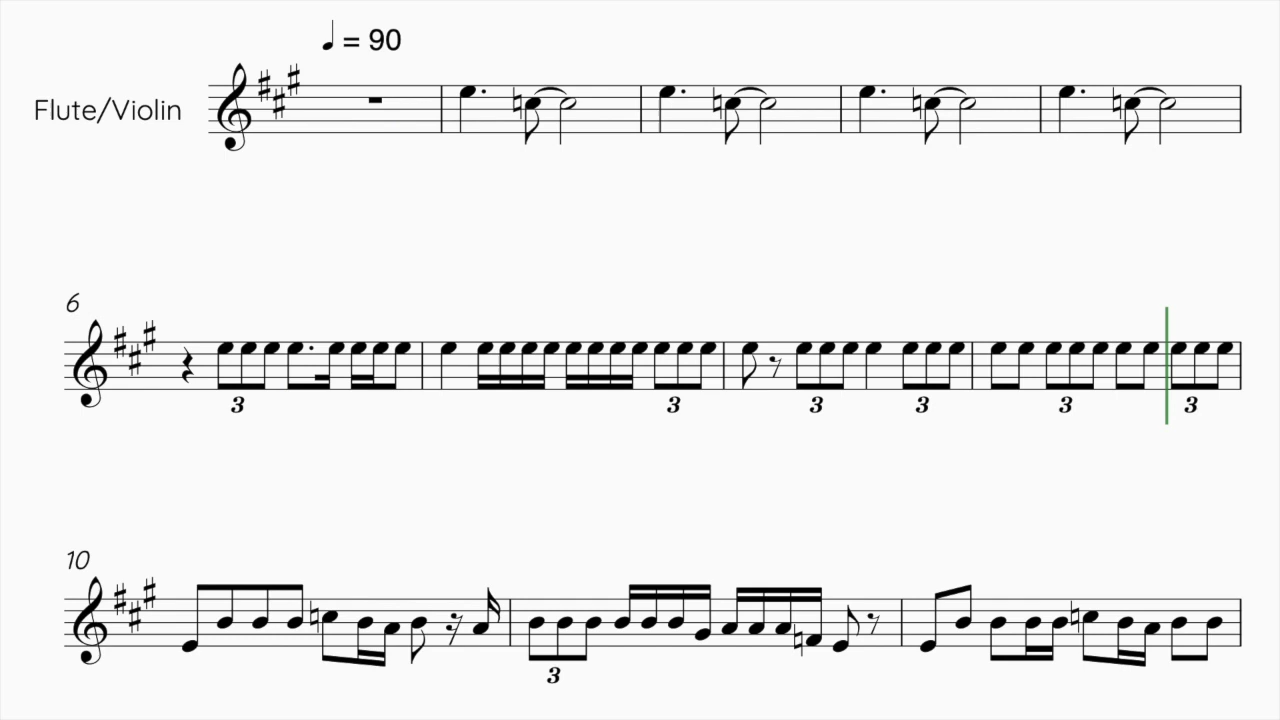 ♩ = 90
Flute/Violin
6
3 3 3 3 3 3
10
3